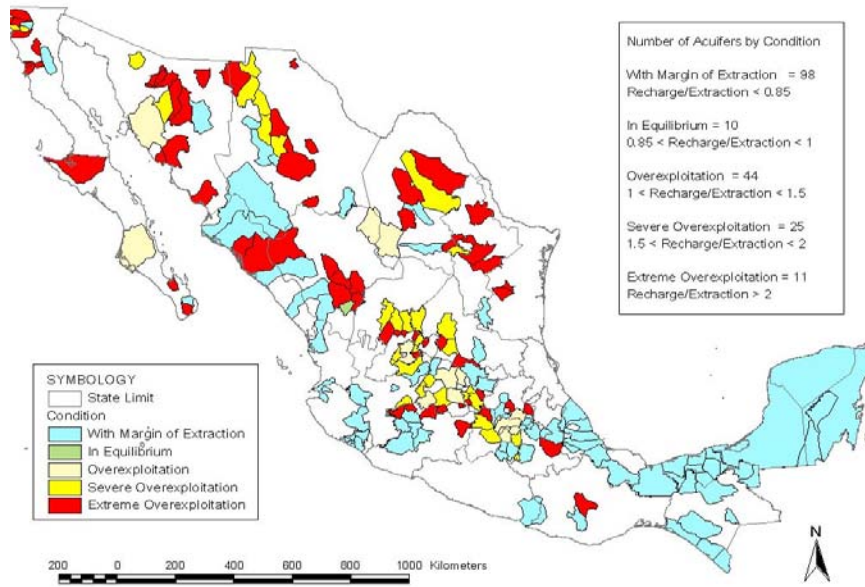 Number of Acuifers by Condition
With Margin of Extraction = 98
Recharge/Extraction < 0.85
In Equilibrium = 10
0.85 < Recharge/Extraction < 1
Overexploitation = 44
1 < Recharge/Extraction < 1.5
Severe Overexploitation = 25
1.5 < Recharge/Extraction < 2
Extreme Overexploitation = 11
Recharge/Extraction > 2
SYMBOLOGY
State Limit
Condition
With Margin of Extraction
In Equilibrium
Overexploitation
Severe Overexploitation
Extreme Overexploitation
N
200 0 200 400 600 800 1000 Kilometers